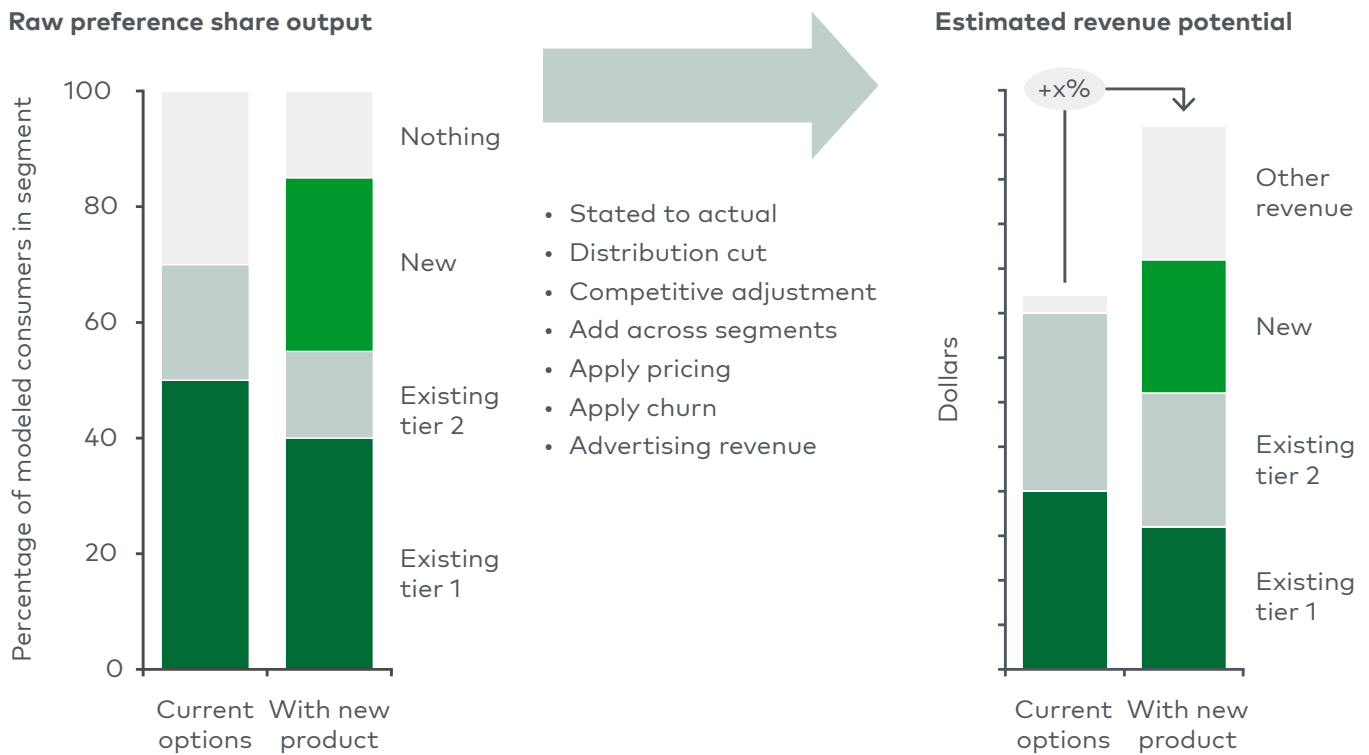 Raw preference share output
Percentage of modeled consumers in segment
100
80
60
40
20
0
Nothing
New
Existing
tier 2
Existing
tier 1
Current
options
With new
product
• Stated to actual
• Distribution cut
• Competitive adjustment
• Add across segments
• Apply pricing
• Apply churn
• Advertising revenue
Estimated revenue potential
Dollars
+x%
Other
revenue
New
Existing
tier 2
Existing
tier 1
Current
options
With new
product